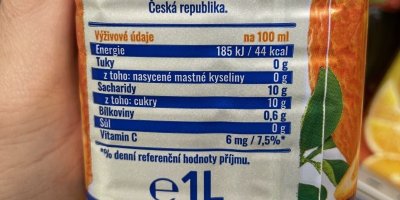 Česká republika.
Výživové údaje na 100 ml
Energie 185 kJ / 44 kcal
Tuky 0 g
z toho: nasycené mastné kyseliny 0 g
Sacharidy 10 g
z toho: cukry 10 g
Bílkoviny 0,6 g
Sůl 0 g
Vitamin C 6 mg / 7,5%*
*% denní referenční hodnoty příjmu.
℮1L